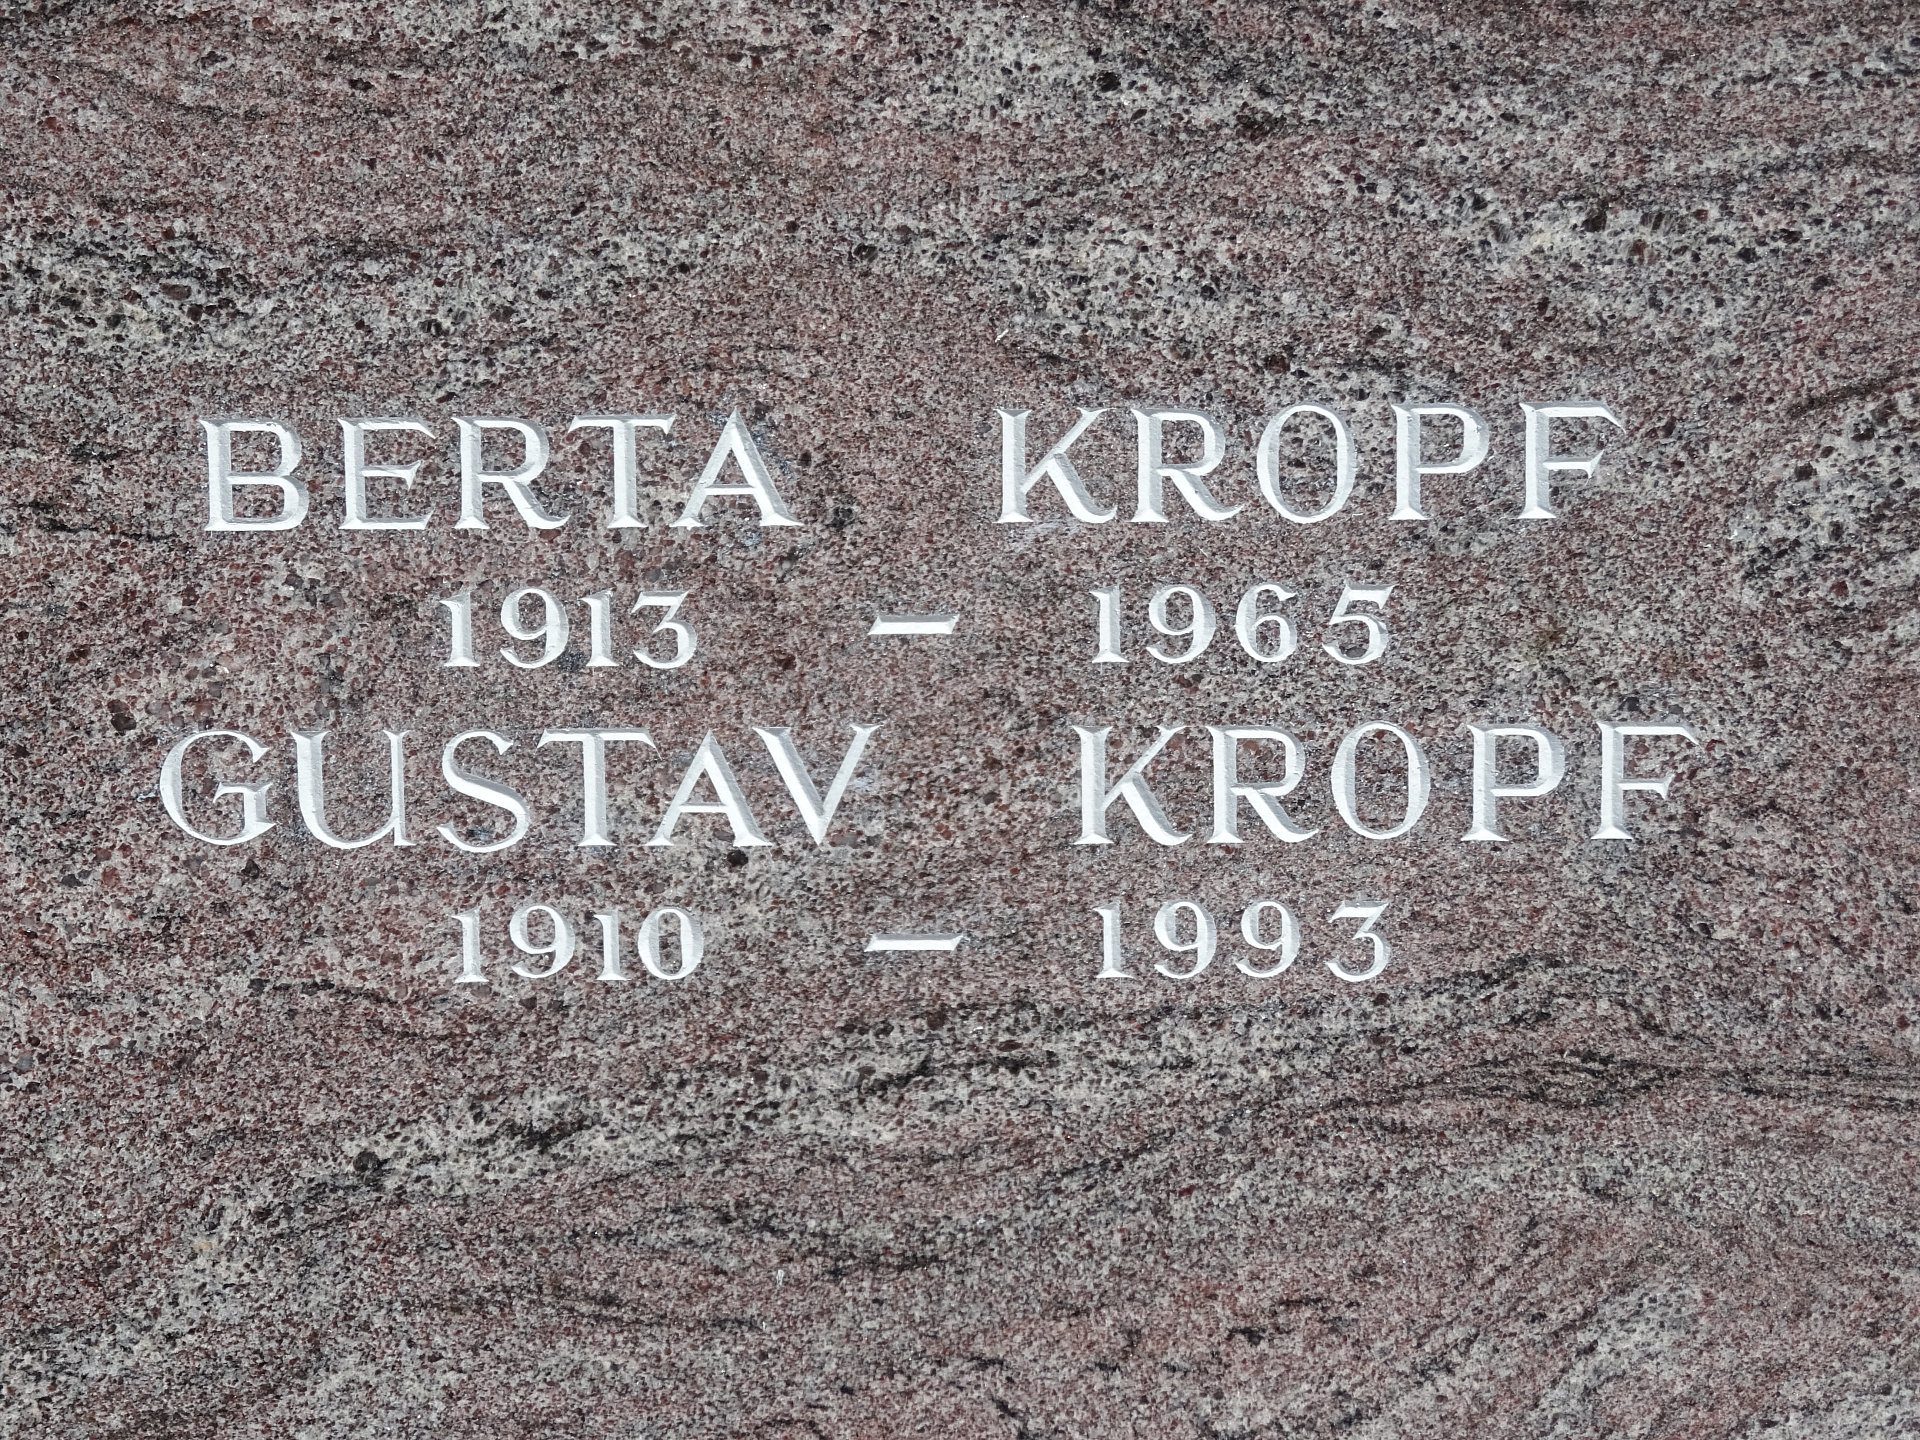 BERTA KROPF
1913 – 1965
GUSTAV KROPF
1910 – 1993